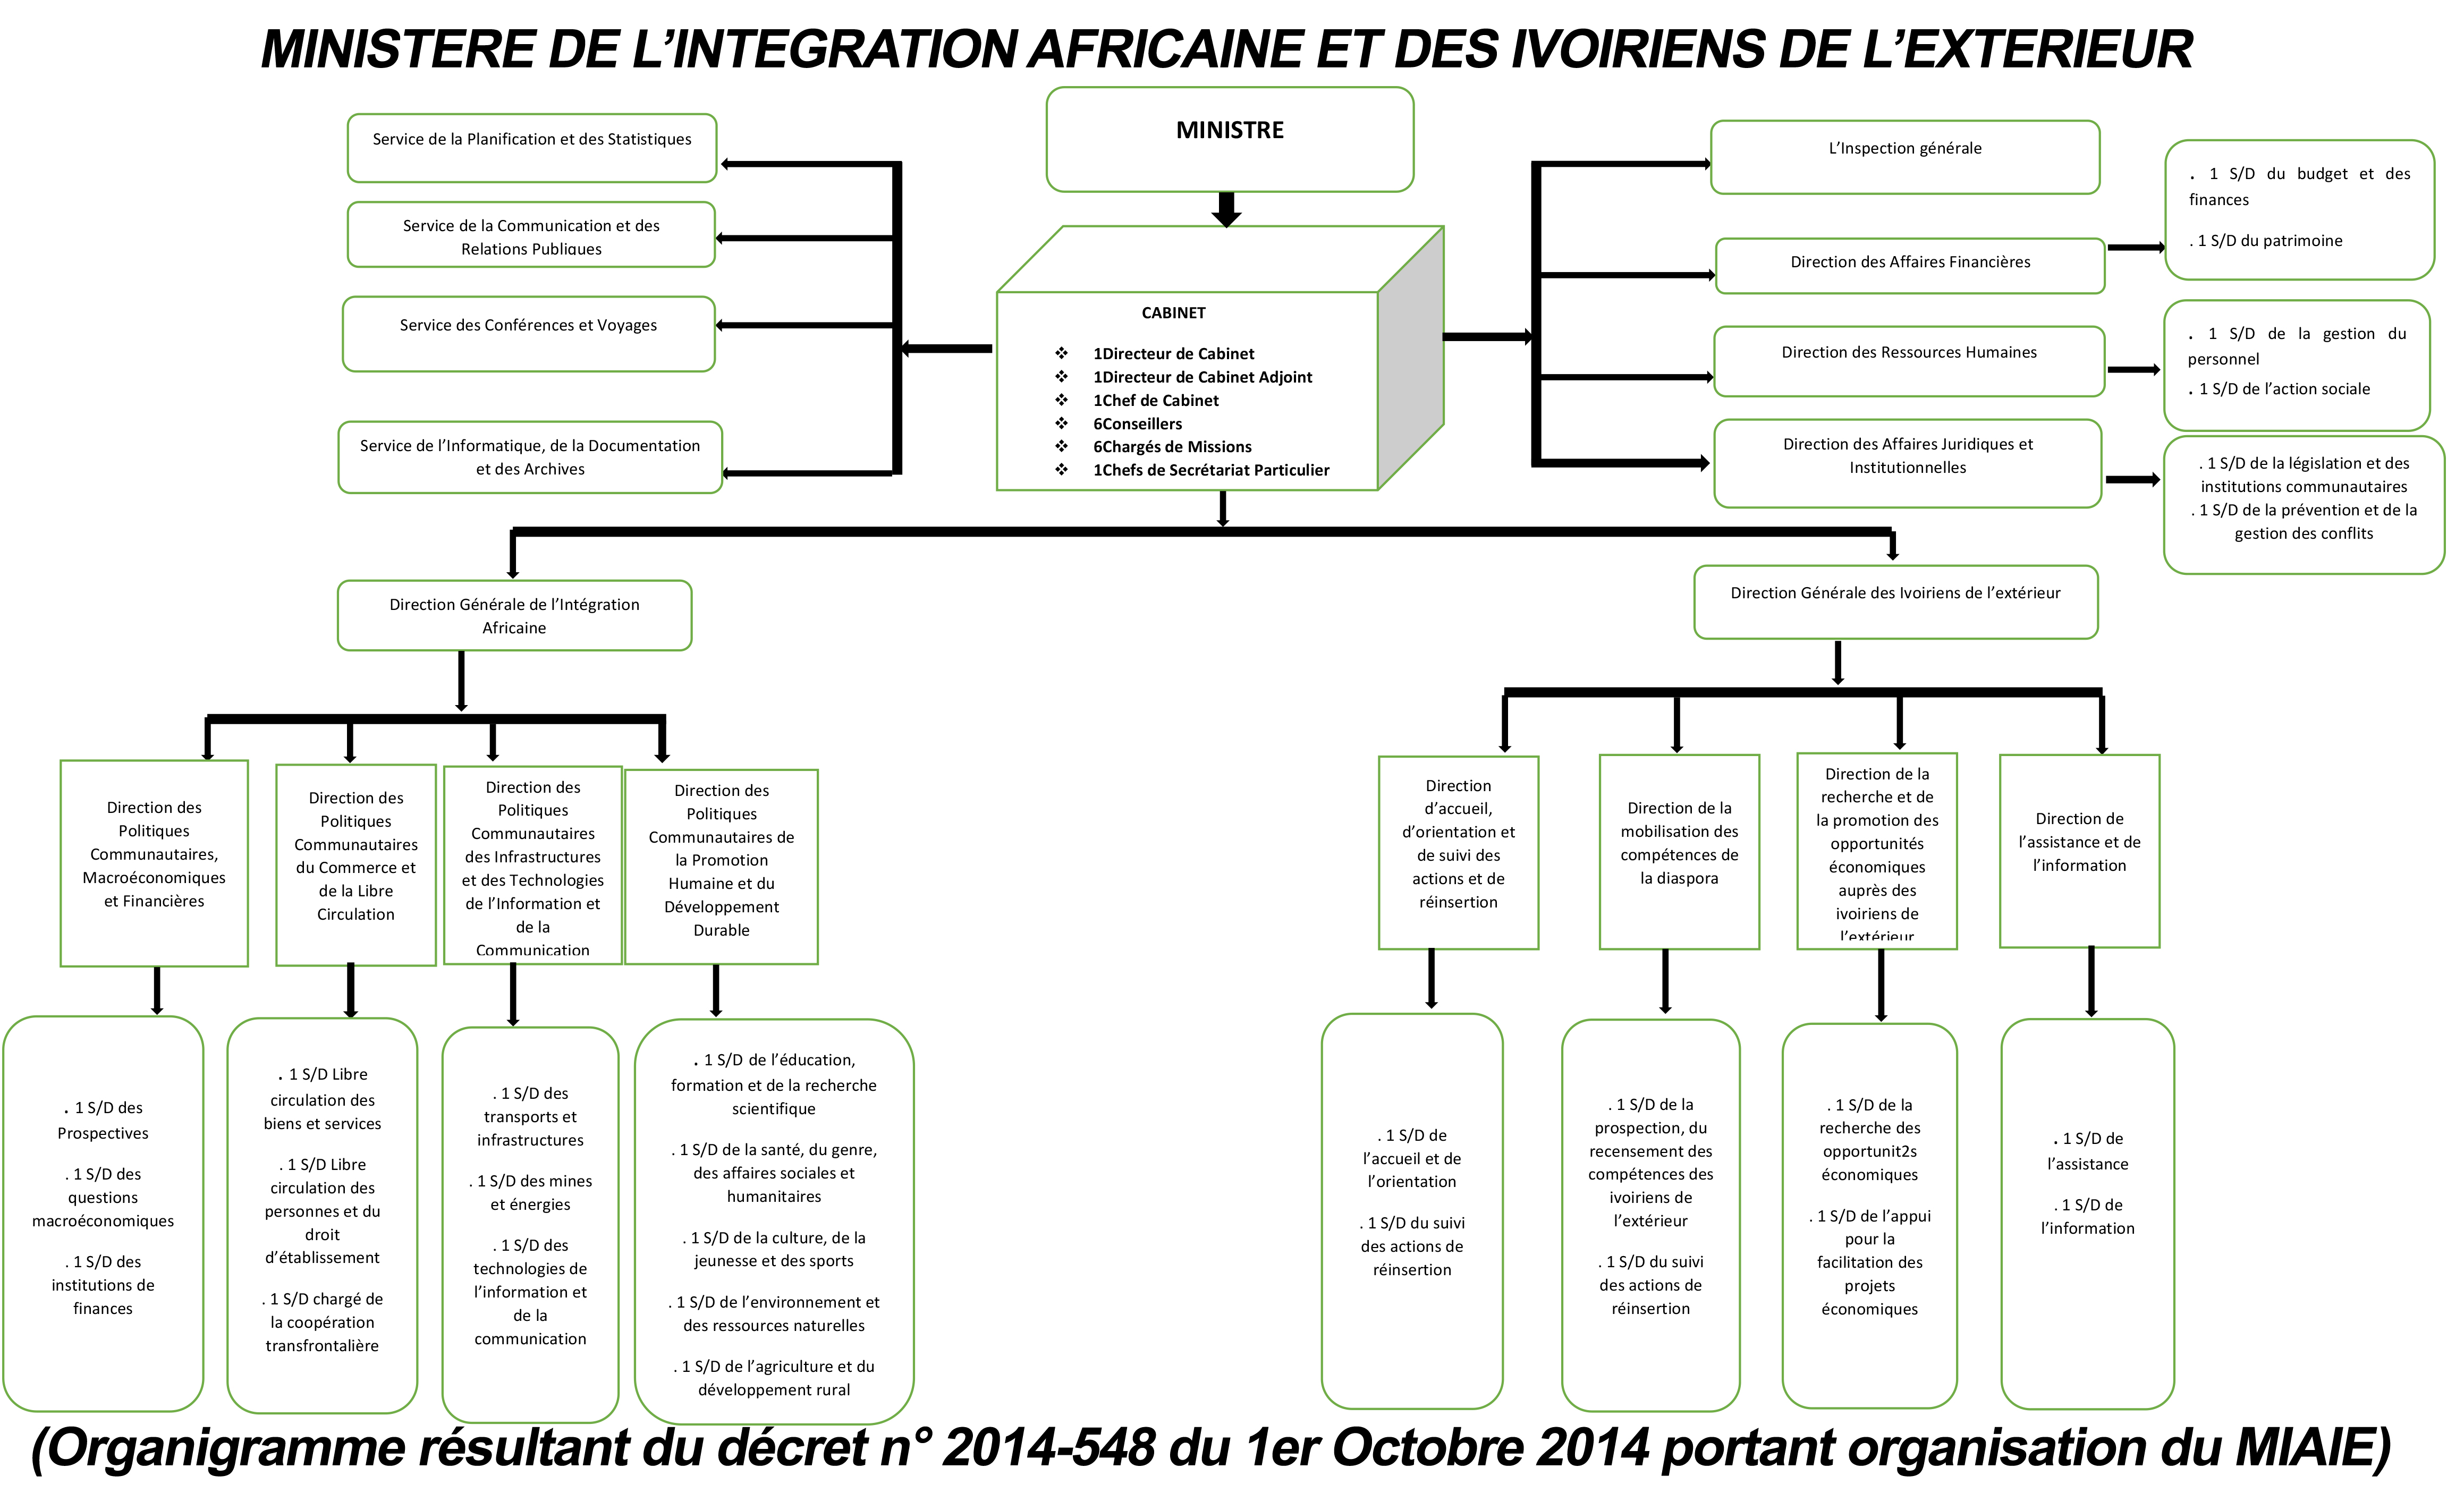 MINISTERE DE L’INTEGRATION AFRICAINE ET DES IVOIRIENS DE L’EXTERIEUR
MINISTRE
Service de la Planification et des Statistiques
Service de la Communication et des
Relations Publiques
Service des Conférences et Voyages
Service de l’Informatique, de la Documentation
et des Archives
CABINET
❖ 1Directeur de Cabinet
❖ 1Directeur de Cabinet Adjoint
❖ 1Chef de Cabinet
❖ 6Conseillers
❖ 6Chargés de Missions
❖ 1Chefs de Secrétariat Particulier
L’Inspection générale
Direction des Affaires Financières
. 1 S/D du budget et des
finances
. 1 S/D du patrimoine
Direction des Ressources Humaines
. 1 S/D de la gestion du
personnel
. 1 S/D de l’action sociale
Direction des Affaires Juridiques et
Institutionnelles
. 1 S/D de la législation et des
institutions communautaires
. 1 S/D de la prévention et de la
gestion des conflits
Direction Générale de l’Intégration
Africaine
Direction Générale des Ivoiriens de l’extérieur
Direction des
Politiques
Communautaires,
Macroéconomiques
et Financières
Direction des
Politiques
Communautaires
du Commerce et
de la Libre
Circulation
Direction des
Politiques
Communautaires
des Infrastructures
et des Technologies
de l’Information et
de la
Communication
Direction des
Politiques
Communautaires de
la Promotion
Humaine et du
Développement
Durable
Direction
d’accueil,
d’orientation et
de suivi des
actions et de
réinsertion
Direction de la
mobilisation des
compétences de
la diaspora
Direction de la
recherche et de
la promotion des
opportunités
économiques
auprès des
ivoiriens de
l’extérieur
Direction de
l’assistance et de
l’information
. 1 S/D des
Prospectives
. 1 S/D des
questions
macroéconomiques
. 1 S/D des
institutions de
finances
. 1 S/D Libre
circulation des
biens et services
. 1 S/D Libre
circulation des
personnes et du
droit
d’établissement
. 1 S/D chargé de
la coopération
transfrontalière
. 1 S/D des
transports et
infrastructures
. 1 S/D des mines
et énergies
. 1 S/D des
technologies de
l’information et
de la
communication
. 1 S/D de l’éducation,
formation et de la recherche
scientifique
. 1 S/D de la santé, du genre,
des affaires sociales et
humanitaires
. 1 S/D de la culture, de la
jeunesse et des sports
. 1 S/D de l’environnement et
des ressources naturelles
. 1 S/D de l’agriculture et du
développement rural
. 1 S/D de
l’accueil et de
l’orientation
. 1 S/D du suivi
des actions de
réinsertion
. 1 S/D de la
prospection, du
recensement des
compétences des
ivoiriens de
l’extérieur
. 1 S/D du suivi
des actions de
réinsertion
. 1 S/D de la
recherche des
opportunit2s
économiques
. 1 S/D de l’appui
pour la
facilitation des
projets
économiques
. 1 S/D de
l’assistance
. 1 S/D de
l’information
(Organigramme résultant du décret n° 2014-548 du 1er Octobre 2014 portant organisation du MIAIE)